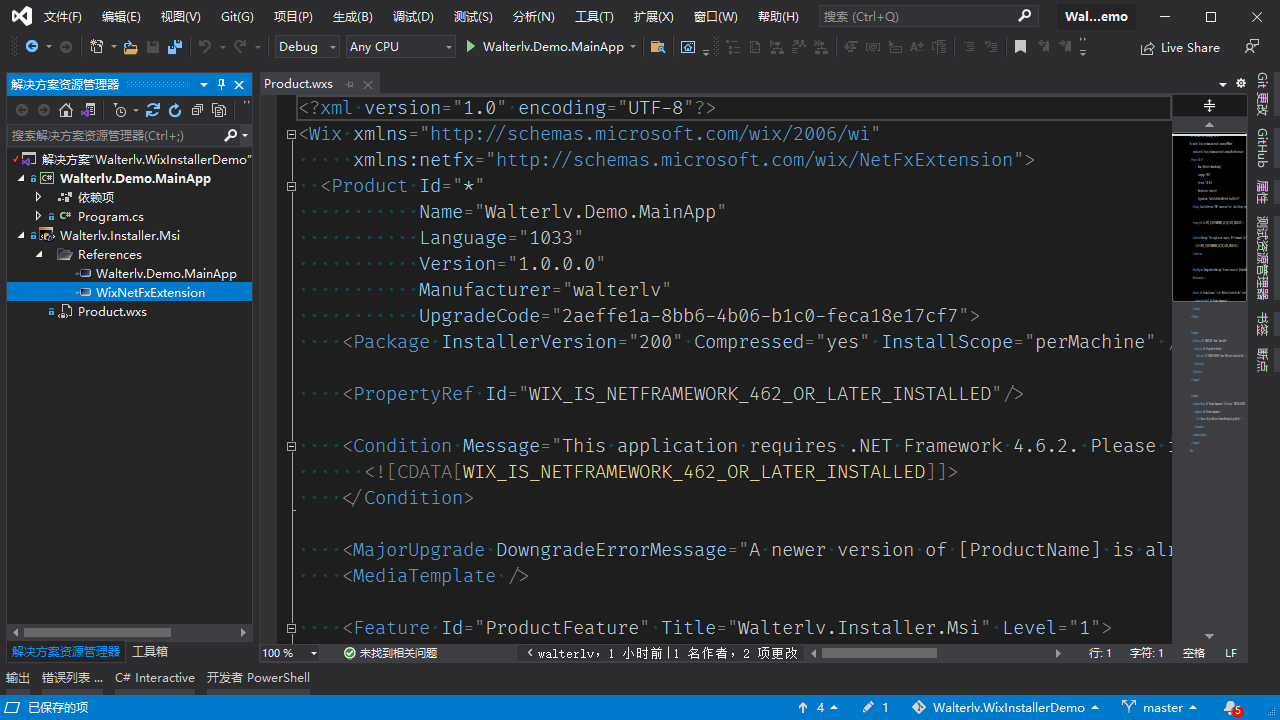 文件(F) 编辑(E) 视图(V) Git(G) 项目(P) 生成(B) 调试(D) 测试(S) 分析(N) 工具(T) 扩展(X) 窗口(W) 帮助(H) 搜索 (Ctrl+Q) Wal...emo
Debug Any CPU Walterlv.Demo.MainApp Live Share
解决方案资源管理器
搜索解决方案资源管理器(Ctrl+;)
解决方案"Walterlv.WixInstallerDemo"
Walterlv.Demo.MainApp
依赖项
C# Program.cs
Walterlv.Installer.Msi
References
Walterlv.Demo.MainApp
WixNetFxExtension
Product.wxs
解决方案资源管理器 工具箱
Product.wxs
<?xml version="1.0" encoding="UTF-8"?>
<Wix xmlns="http://schemas.microsoft.com/wix/2006/wi"
xmlns:netfx="http://schemas.microsoft.com/wix/NetFxExtension">
<Product Id="*"
Name="Walterlv.Demo.MainApp"
Language="1033"
Version="1.0.0.0"
Manufacturer="walterlv"
UpgradeCode="2aeffe1a-8bb6-4b06-b1c0-feca18e17cf7">
<Package InstallerVersion="200" Compressed="yes" InstallScope="perMachine" /
<PropertyRef Id="WIX_IS_NETFRAMEWORK_462_OR_LATER_INSTALLED"/>
<Condition Message="This application requires .NET Framework 4.6.2. Please i
<![CDATA[WIX_IS_NETFRAMEWORK_462_OR_LATER_INSTALLED]]>
</Condition>
<MajorUpgrade DowngradeErrorMessage="A newer version of [ProductName] is alr
<MediaTemplate />
<Feature Id="ProductFeature" Title="Walterlv.Installer.Msi" Level="1">
100 % 未找到相关问题 walterlv，1 小时前|1 名作者，2 项更改 行: 1 字符: 1 空格 LF
Git 更改
GitHub
属性
测试资源管理器
书签
断点
输出 错误列表 ... C# Interactive 开发者 PowerShell
已保存的项 4 1 Walterlv.WixInstallerDemo master 5